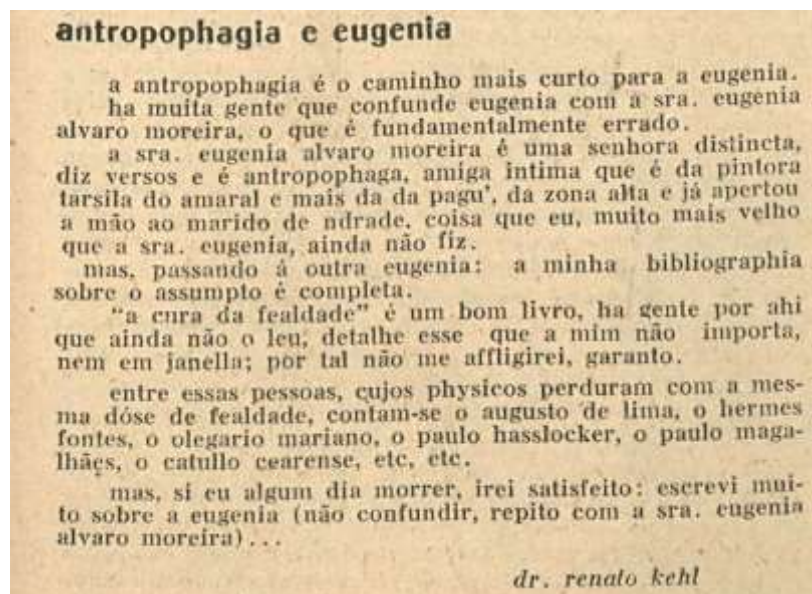 antropophagia e eugenia
a antropophagia é o caminho mais curto para a eugenia.
ha muita gente que confunde eugenia com a sra. eugenia
alvaro moreira, o que é fundamentalmente errado.
a sra. eugenia alvaro moreira é uma senhora distincta,
diz versos e é antropophaga, amiga intima que é da pintora
tarsila do amaral e mais da da pagu', da zona alta e já apertou
a mão ao marido de ndrade, coisa que eu, muito mais velho
que a sra. eugenia, ainda não fiz.
mas, passando á outra eugenia: a minha bibliographia
sobre o assumpto é completa.
"a cura da fealdade" é um bom livro, ha gente por ahi
que ainda não o leu, detalhe esse que a mim não importa,
nem em janella; por tal não me affligirei, garanto.
entre essas pessoas, cujos physicos perduram com a mes-
ma dóse de fealdade, contam-se o augusto de lima, o hermes
fontes, o olegario mariano, o paulo hasslocker, o paulo maga-
lhães, o catullo cearense, etc, etc.
mas, si eu algum dia morrer, irei satisfeito: escrevi mui-
to sobre a eugenia (não confundir, repito com a sra. eugenia
alvaro moreira)...
dr. renato kehl